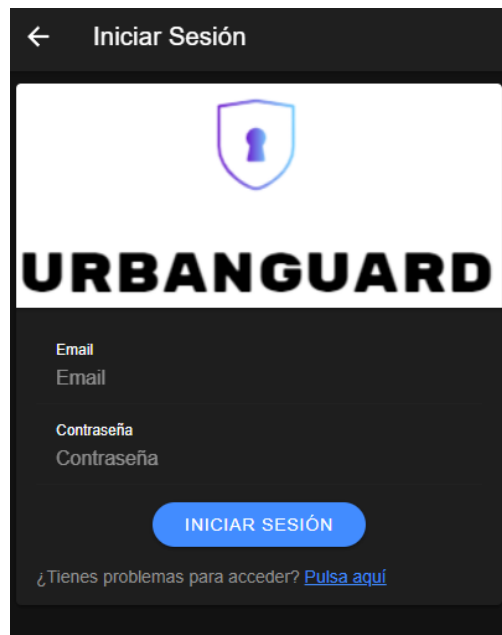 Iniciar Sesión
URBANGUARD
Email
Email
Contraseña
Contraseña
INICIAR SESIÓN
¿Tienes problemas para acceder? Pulsa aquí